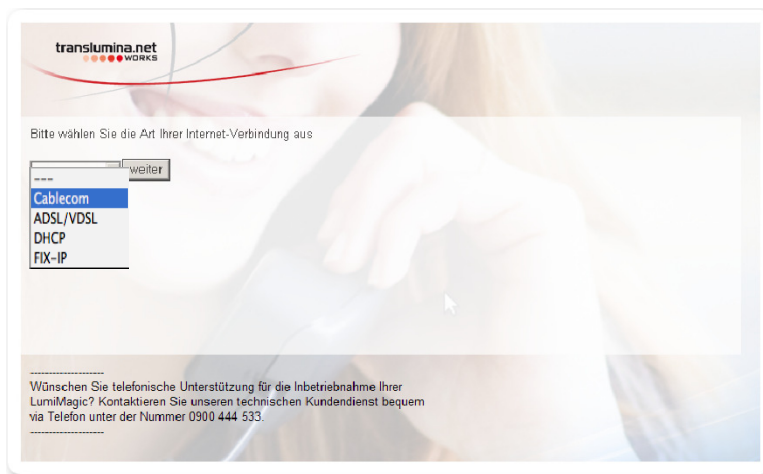 translumina.net
WORKS
Bitte wählen Sie die Art Ihrer Internet-Verbindung aus
weiter
---
Cablecom
ADSL/VDSL
DHCP
FIX-IP
--------------------
Wünschen Sie telefonische Unterstützung für die Inbetriebnahme Ihrer
LumiMagic? Kontaktieren Sie unseren technischen Kundendienst bequem
via Telefon unter der Nummer 0900 444 533.
--------------------